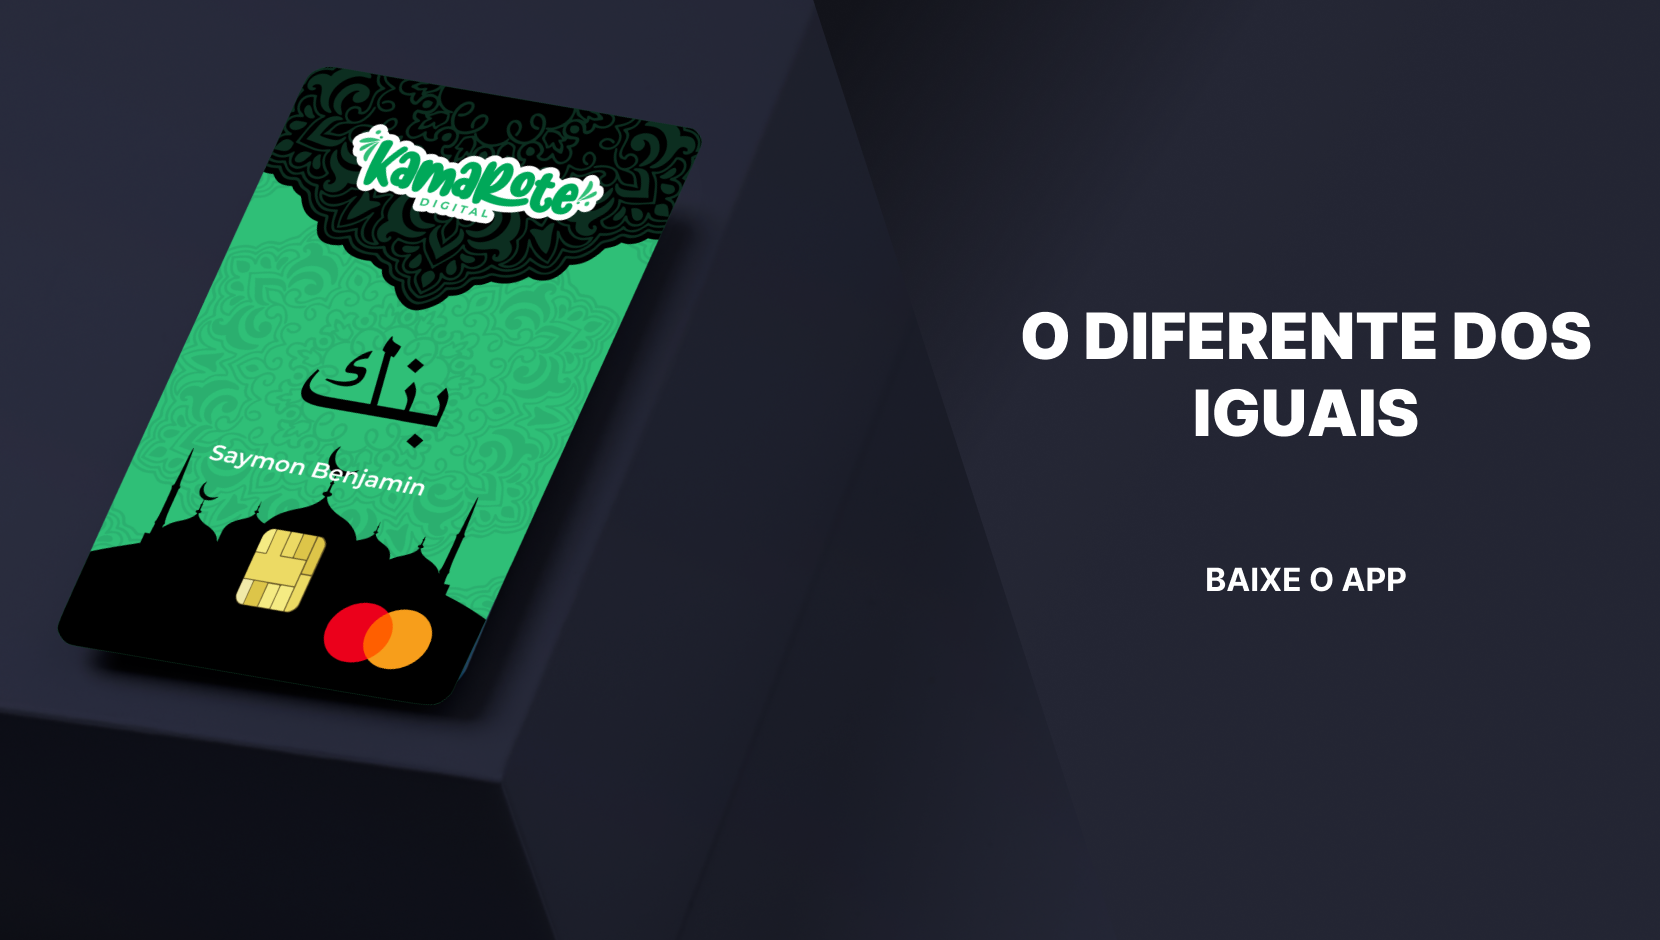 KamaRote
DIGITAL
بنك
Saymon Benjamin
O DIFERENTE DOS
IGUAIS
BAIXE O APP